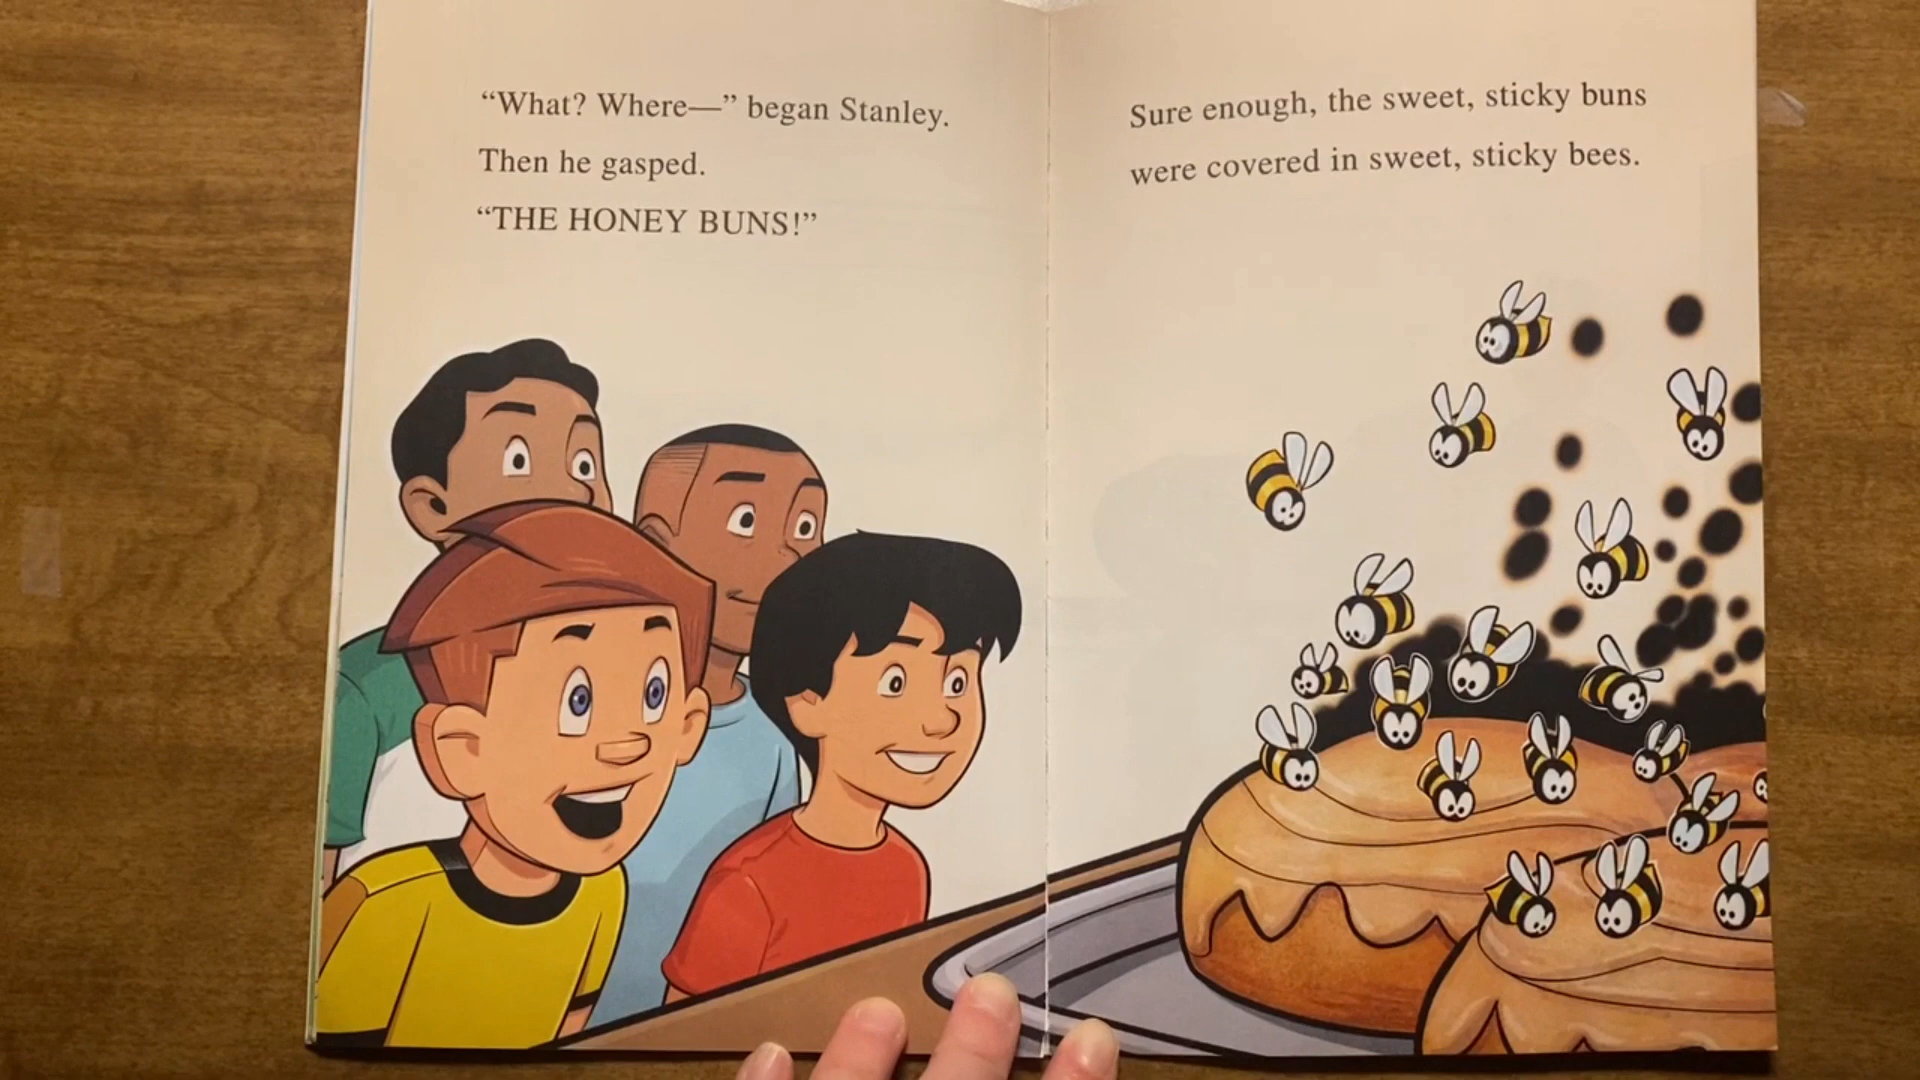 “What? Where—” began Stanley.
Then he gasped.
“THE HONEY BUNS!”
Sure enough, the sweet, sticky buns
were covered in sweet, sticky bees.